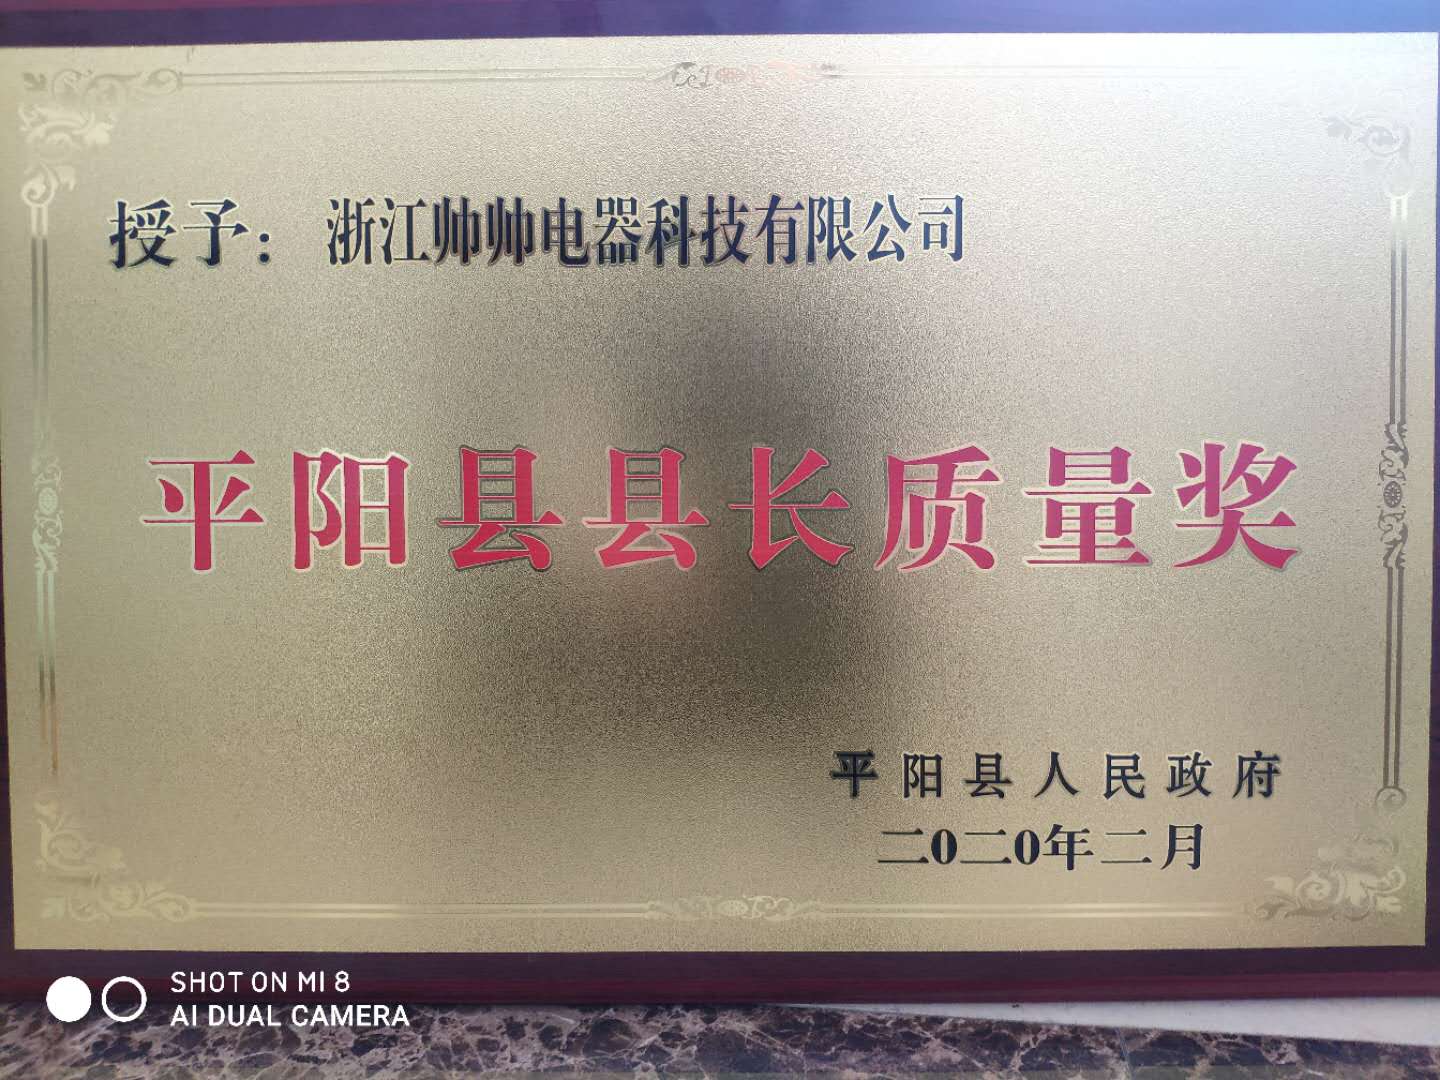 授予：浙江帅帅电器科技有限公司
平阳县县长质量奖
平阳县人民政府
二0二0年二月
SHOT ON MI 8
AI DUAL CAMERA